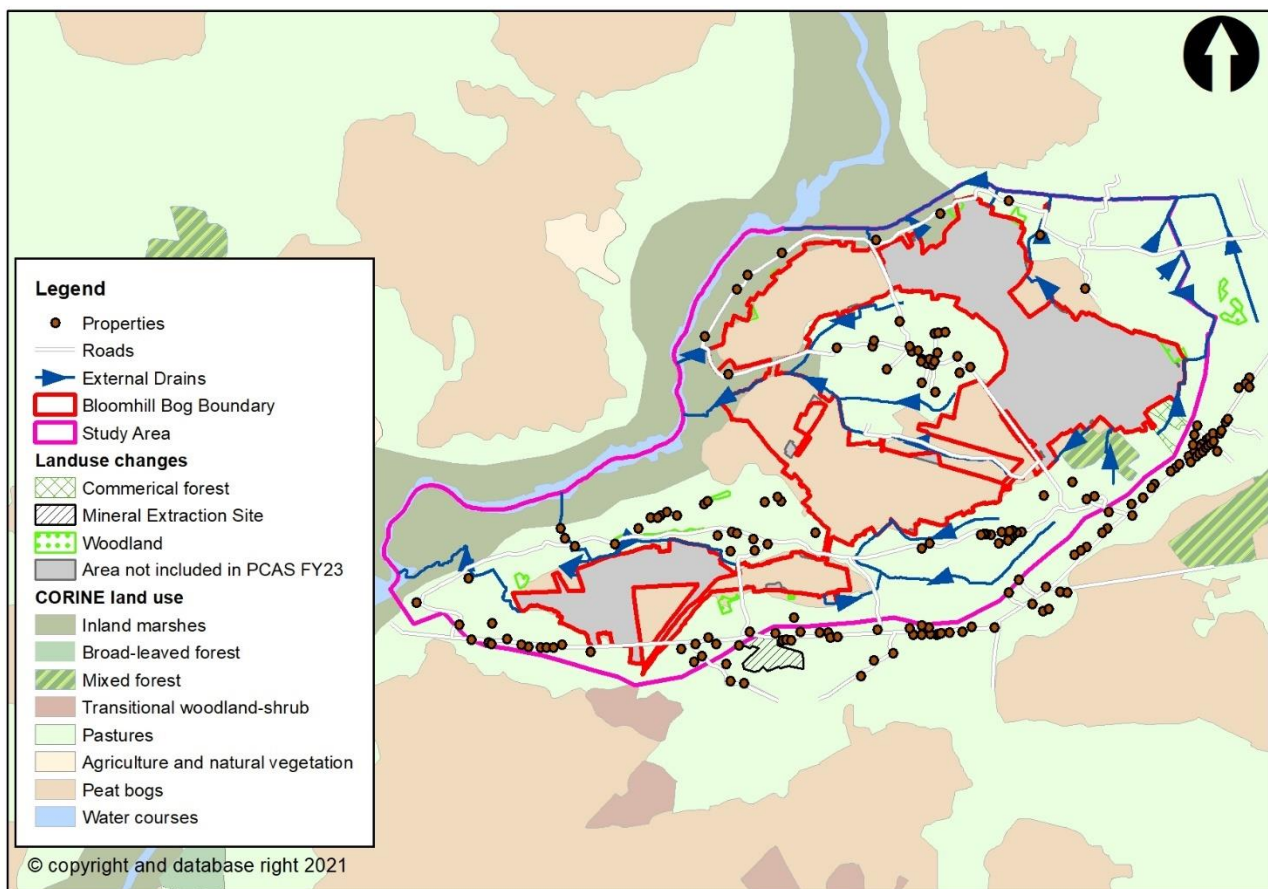 Legend
Properties
Roads
External Drains
Bloomhill Bog Boundary
Study Area
Landuse changes
Commerical forest
Mineral Extraction Site
Woodland
Area not included in PCAS FY23
CORINE land use
Inland marshes
Broad-leaved forest
Mixed forest
Transitional woodland-shrub
Pastures
Agriculture and natural vegetation
Peat bogs
Water courses
© copyright and database right 2021